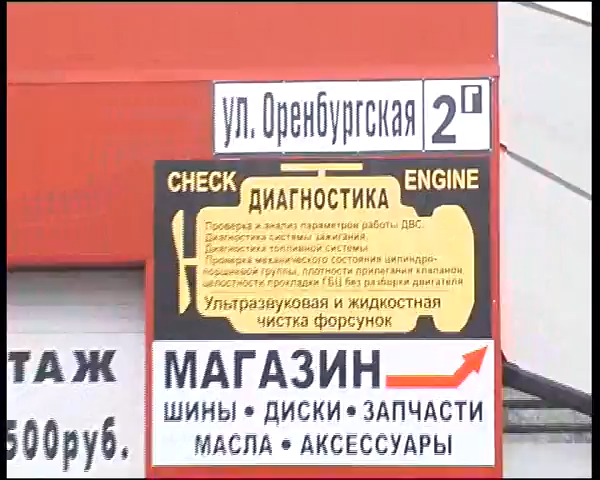 ул. Оренбургская 2Г
CHECK ENGINE
ДИАГНОСТИКА
Проверка и анализ параметров работы ДВС.
Диагностика системы зажигания.
Диагностика топливной системы
Проверка механического состояния цилиндро-
поршневой группы, плотности прилегания клапанов,
целостности прокладки ГБЦ без разборки двигателя
Ультразвуковая и жидкостная
чистка форсунок
МАГАЗИН
ШИНЫ • ДИСКИ • ЗАПЧАСТИ
МАСЛА • АКСЕССУАРЫ
ТАЖ
500руб.